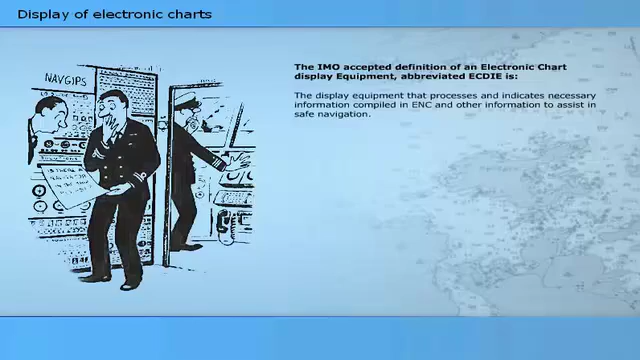 Display of electronic charts
NAVGIPS
The IMO accepted definition of an Electronic Chart
display Equipment, abbreviated ECDIE is:
The display equipment that processes and indicates necessary
information compiled in ENC and other information to assist in
safe navigation.
IS THERE A